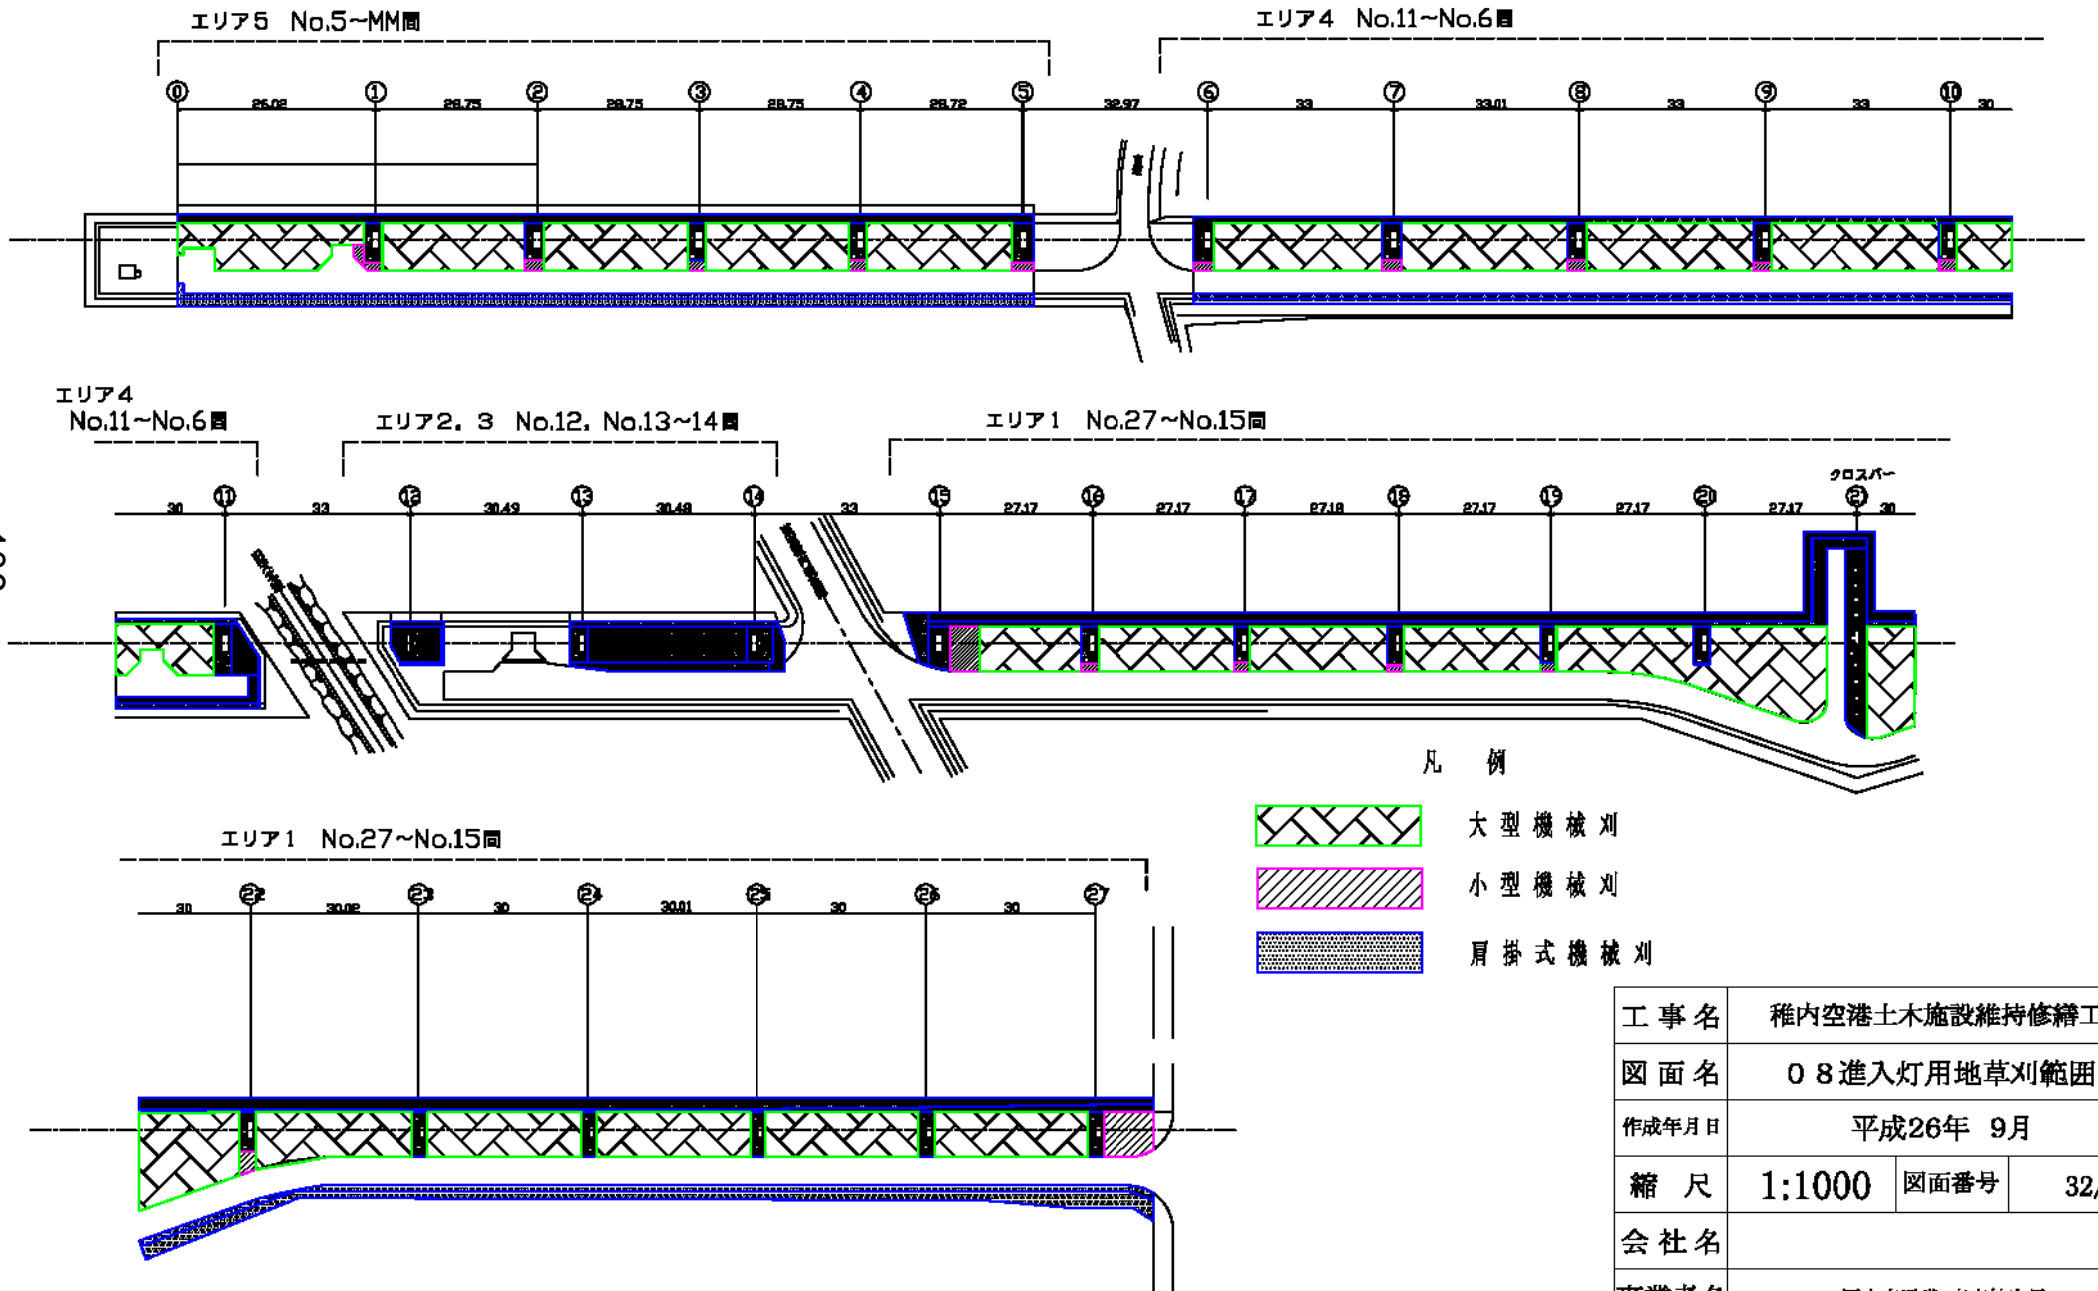 エリア5 No.5~MM間
エリア4 No.11~No.6間
0 1 2 3 4 5 6 7 8 9 10
28.75 28.75 28.75 28.72 32.97 33 33.01 33 33 30
エリア4
No.11~No.6間
エリア2, 3 No.12, No.13~14間
エリア1 No.27~No.15間
クロスバー
11 12 13 14 15 16 17 18 19 20 21
30 33 30.49 30.48 33 27.17 27.17 27.18 27.17 27.17 27.17 30
凡 例
大型機械刈
小型機械刈
肩掛式機械刈
エリア1 No.27~No.15間
22 23 24 25 26 27
30 30.02 30 30.01 30 30
工事名 稚内空港土木施設維持修繕工
図面名 08進入灯用地草刈範囲
作成年月日 平成26年 9月
縮尺 1:1000 図面番号 32/
会社名